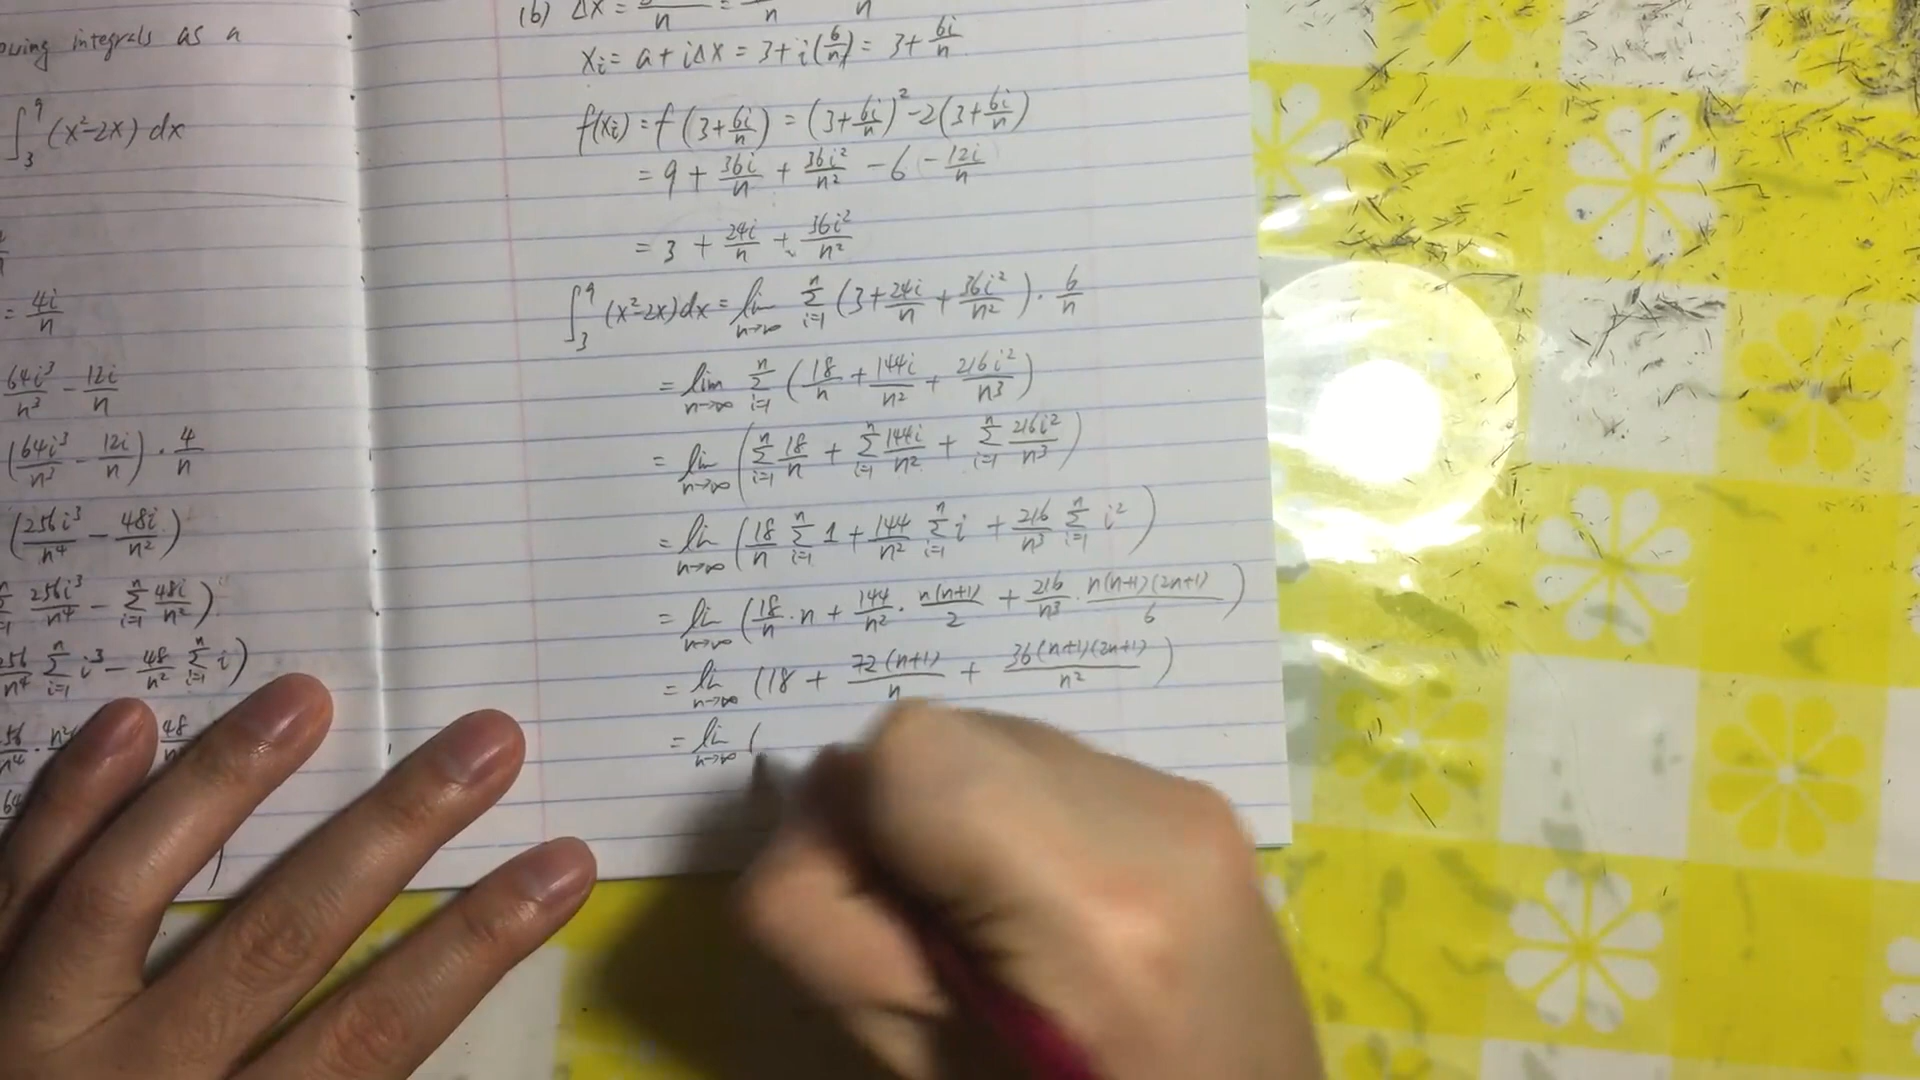 owing integrals as a
∫₃⁹ (x²-2x) dx
= 4i/n
64i³/n³ - 12i/n
(64i³/n³ - 12i/n) · 4/n
(256i³/n⁴ - 48i/n²)
256i³/n⁴ - Σᵢ₌₁ⁿ 48i/n²)
256/n⁴ Σᵢ₌₁ⁿ i³ - 48/n² Σᵢ₌₁ⁿ i)
(b) Δx =
xᵢ = a + iΔx = 3 + i(6/n) = 3 + 6i/n
f(xᵢ) = f(3 + 6i/n) = (3 + 6i/n)² - 2(3 + 6i/n)
= 9 + 36i/n + 36i²/n² - 6 - 12i/n
= 3 + 24i/n + 36i²/n²
∫₃⁹ (x²-2x) dx = lim n→∞ Σᵢ₌₁ⁿ (3 + 24i/n + 36i²/n²) · 6/n
= lim n→∞ Σᵢ₌₁ⁿ (18/n + 144i/n² + 216i²/n³)
= lim n→∞ (Σᵢ₌₁ⁿ 18/n + Σᵢ₌₁ⁿ 144i/n² + Σᵢ₌₁ⁿ 216i²/n³)
= lim n→∞ (18/n Σᵢ₌₁ⁿ 1 + 144/n² Σᵢ₌₁ⁿ i + 216/n³ Σᵢ₌₁ⁿ i²)
= lim n→∞ (18/n · n + 144/n² · n(n+1)/2 + 216/n³ · n(n+1)(2n+1)/6)
= lim n→∞ (18 + 72(n+1)/n + 36(n+1)(2n+1)/n²)
= lim n→∞ (